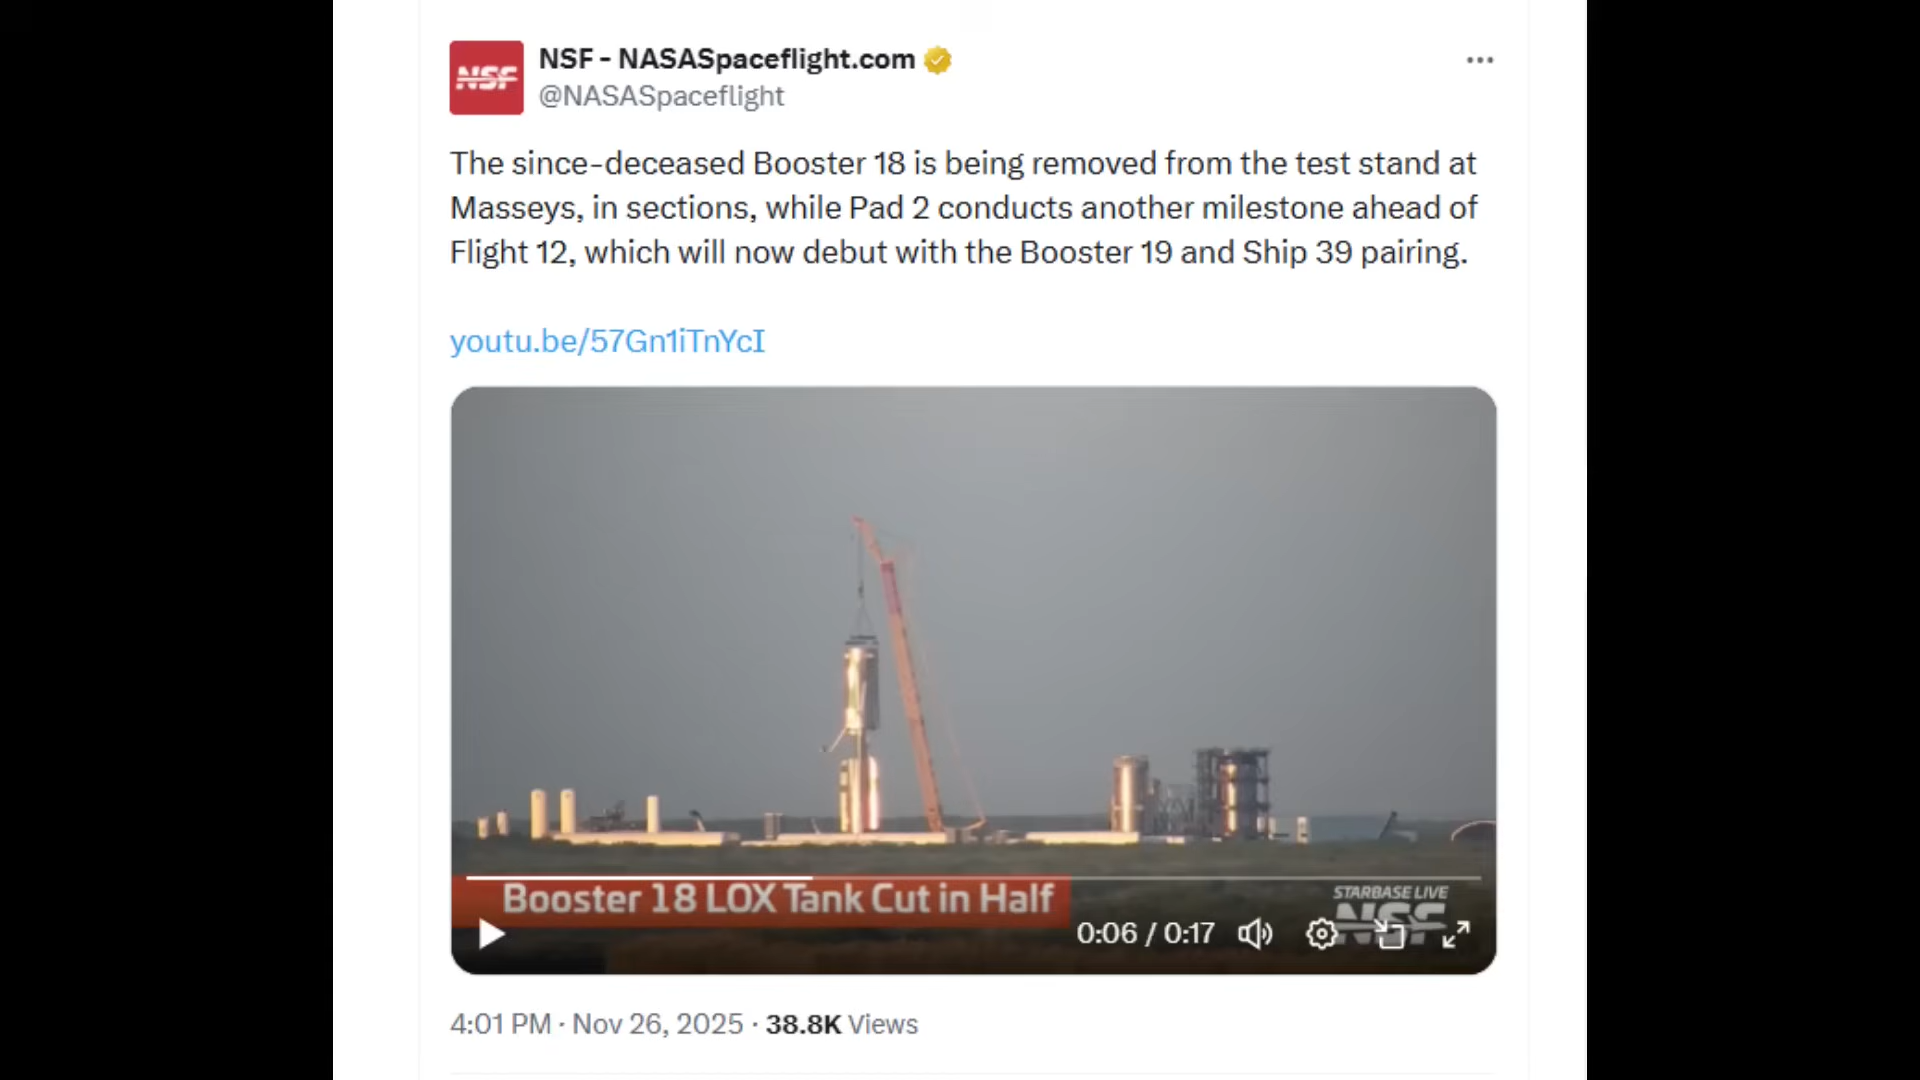 NSF
NSF - NASASpaceflight.com
@NASASpaceflight
The since-deceased Booster 18 is being removed from the test stand at
Masseys, in sections, while Pad 2 conducts another milestone ahead of
Flight 12, which will now debut with the Booster 19 and Ship 39 pairing.
youtu.be/57Gn1iTnYcI
Booster 18 LOX Tank Cut in Half
STARBASE LIVE
NSF
0:06 / 0:17
4:01 PM · Nov 26, 2025 · 38.8K Views